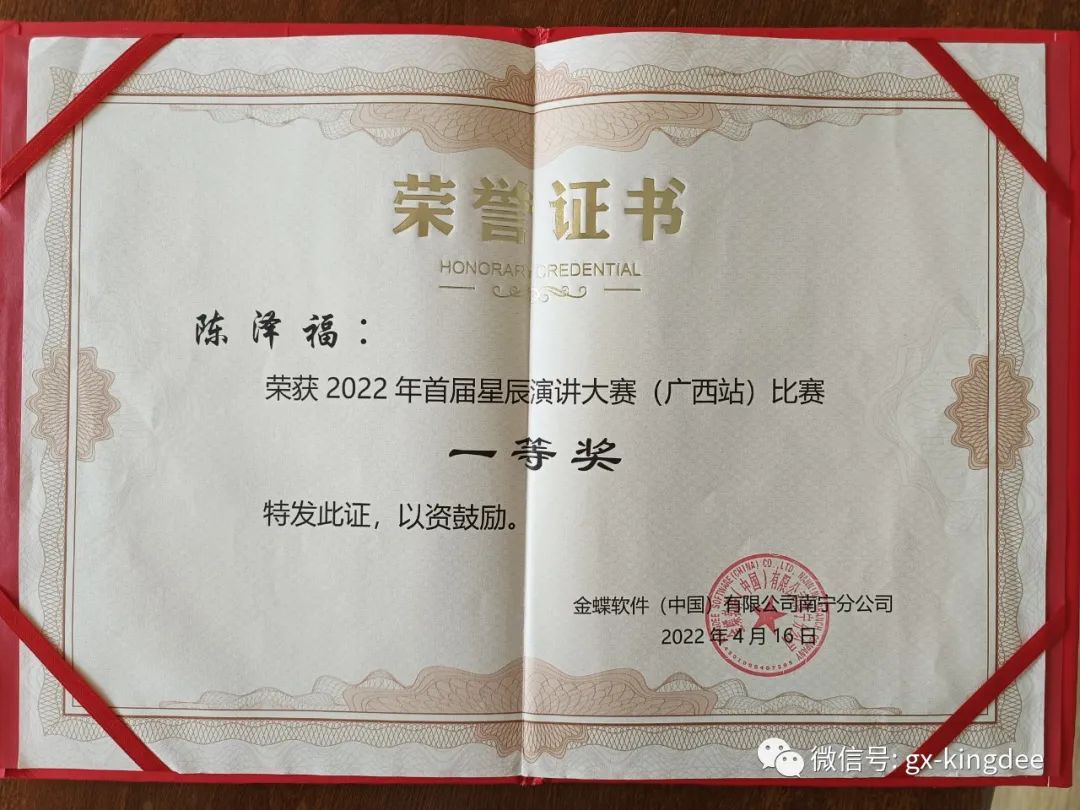 荣誉证书
HONORARY CREDENTIAL
陈泽福：
荣获 2022 年首届星辰演讲大赛（广西站）比赛
一等奖
特发此证，以资鼓励。
金蝶软件（中国）有限公司南宁分公司
2022 年 4 月 16 日
微信号: gx-kingdee